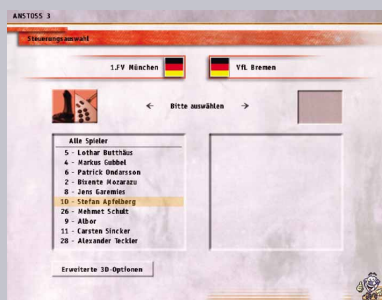 ANSTOSS 3
Steuerungsauswahl
1.FV München
VfL Bremen
← Bitte auswählen →
Alle Spieler
5 - Lothar Butthäus
4 - Markus Gubbel
6 - Patrick Ondarsson
2 - Bixente Mozarazu
8 - Jens Garemies
10 - Stefan Apfelberg
26 - Mehmet Schult
9 - Albor
11 - Carsten Sincker
28 - Alexander Teckler
Erweiterte 3D-Optionen